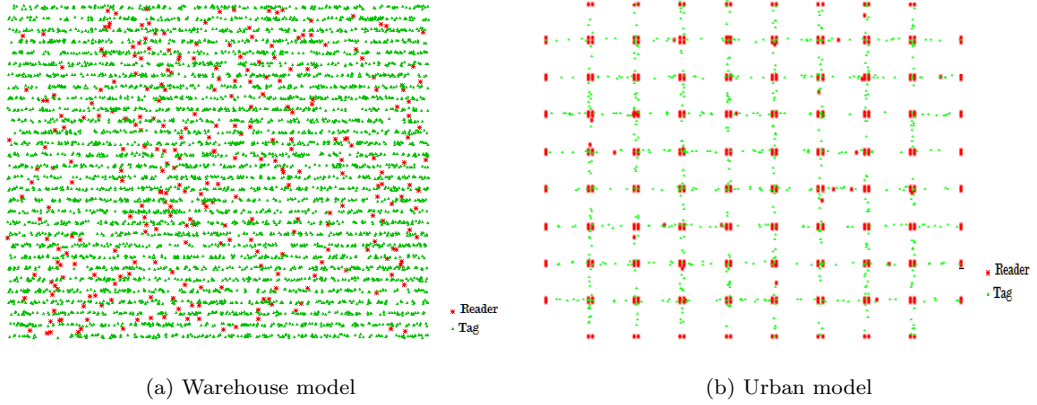 Reader
Tag
Reader
Tag
(a) Warehouse model
(b) Urban model